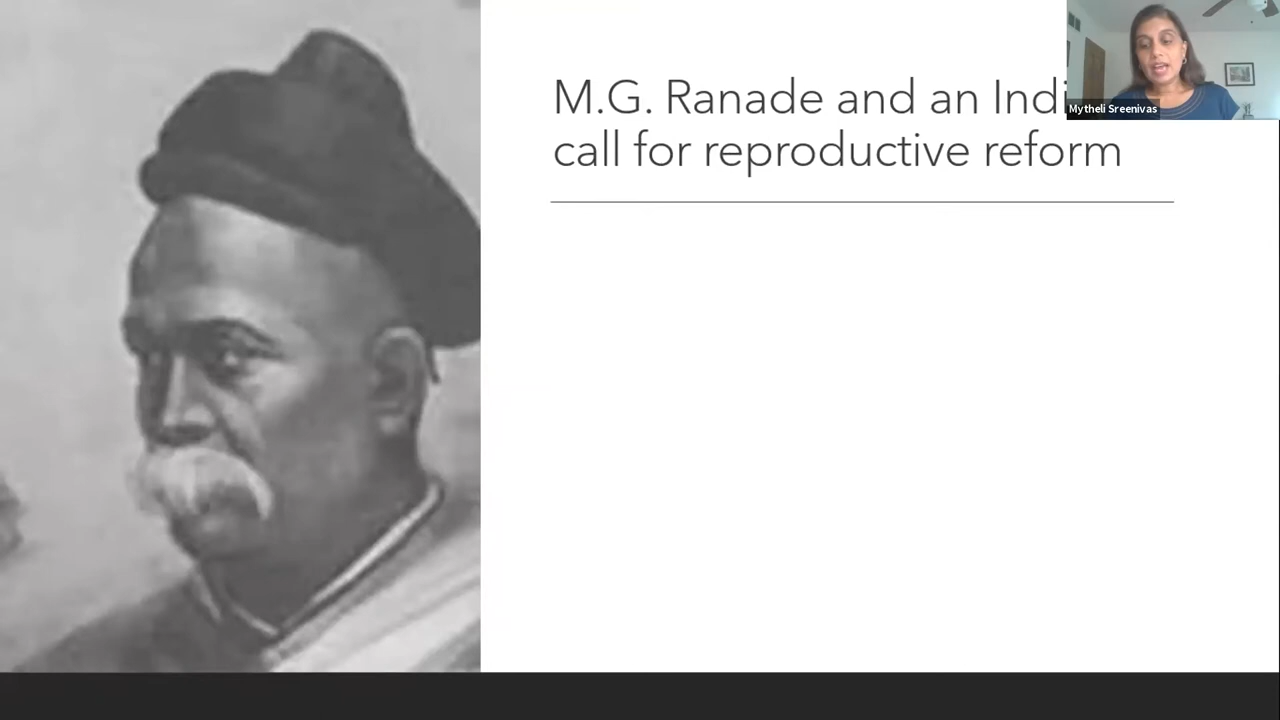 M.G. Ranade and an Indi
call for reproductive reform
Mytheli Sreenivas